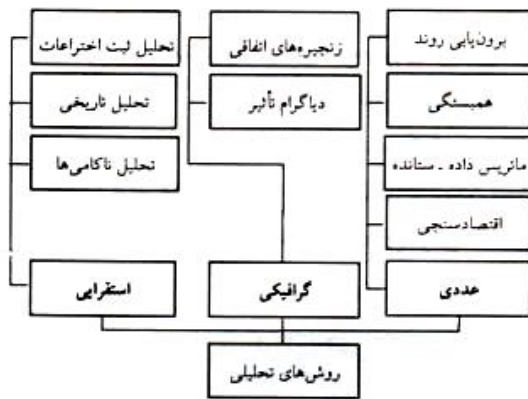 برون‌یابی روند
زنجیره‌های اتفاقی
تحلیل ثبت اختراعات
همبستگی
دیاگرام تأثیر
تحلیل تاریخی
ماتریس داده ـ ستانده
تحلیل ناکامی‌ها
اقتصادسنجی
عددی
گرافیکی
استقرایی
روش‌های تحلیلی